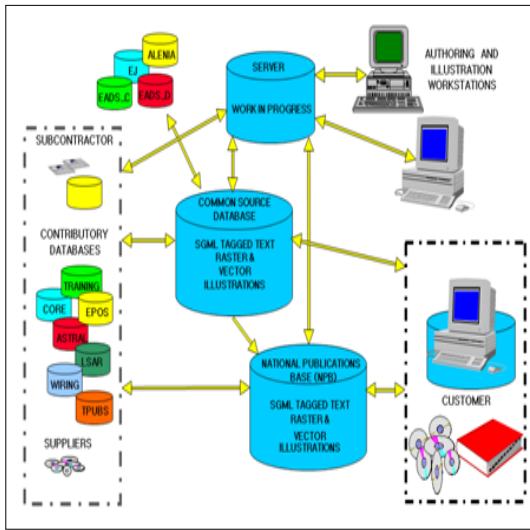 ALENIA
EJ
EADS_C
EADS_D
SERVER
WORK IN PROGRESS
AUTHORING AND
ILLUSTRATION
WORKSTATIONS
SUBCONTRACTOR
CONTRIBUTORY
DATABASES
TRAINING
CORE
EPOS
ASTRAL
LSAR
WIRING
TPUBS
SUPPLIERS
COMMON SOURCE
DATABASE
SGML TAGGED TEXT
RASTER &
VECTOR
ILLUSTRATIONS
NATIONAL PUBLICATIONS
BASE (NPB)
SGML TAGGED TEXT
RASTER &
VECTOR
ILLUSTRATIONS
CUSTOMER